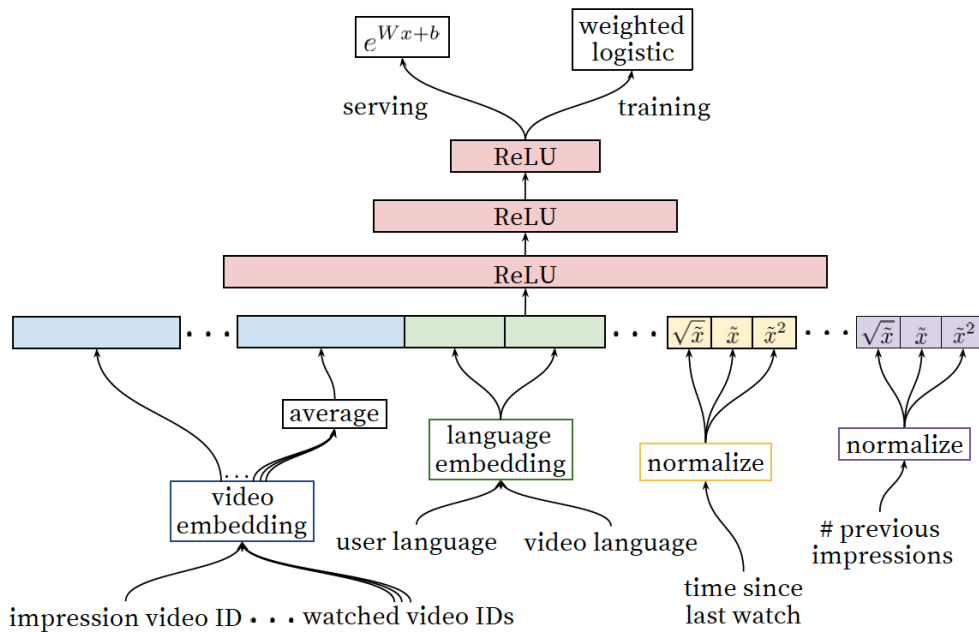 e^{Wx+b}
weighted
logistic
serving
training
ReLU
ReLU
ReLU
. . .
. . .
√x̃ x̃ x̃²
. . .
√x̃ x̃ x̃²
average
language
embedding
normalize
normalize
. . .
video
embedding
user language
video language
# previous
impressions
time since
last watch
impression video ID . . . watched video IDs